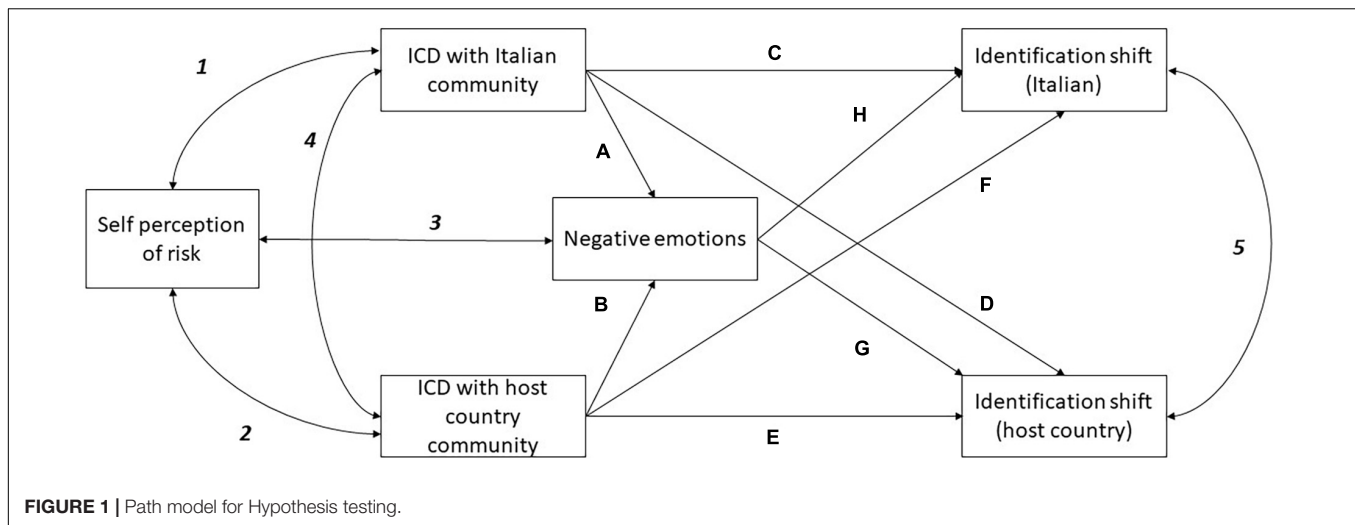 1
ICD with Italian
community
C
Identification shift
(Italian)
H
4
A
F
Self perception
of risk
3
Negative emotions
5
B
D
G
2
ICD with host
country
community
E
Identification shift
(host country)
FIGURE 1 | Path model for Hypothesis testing.